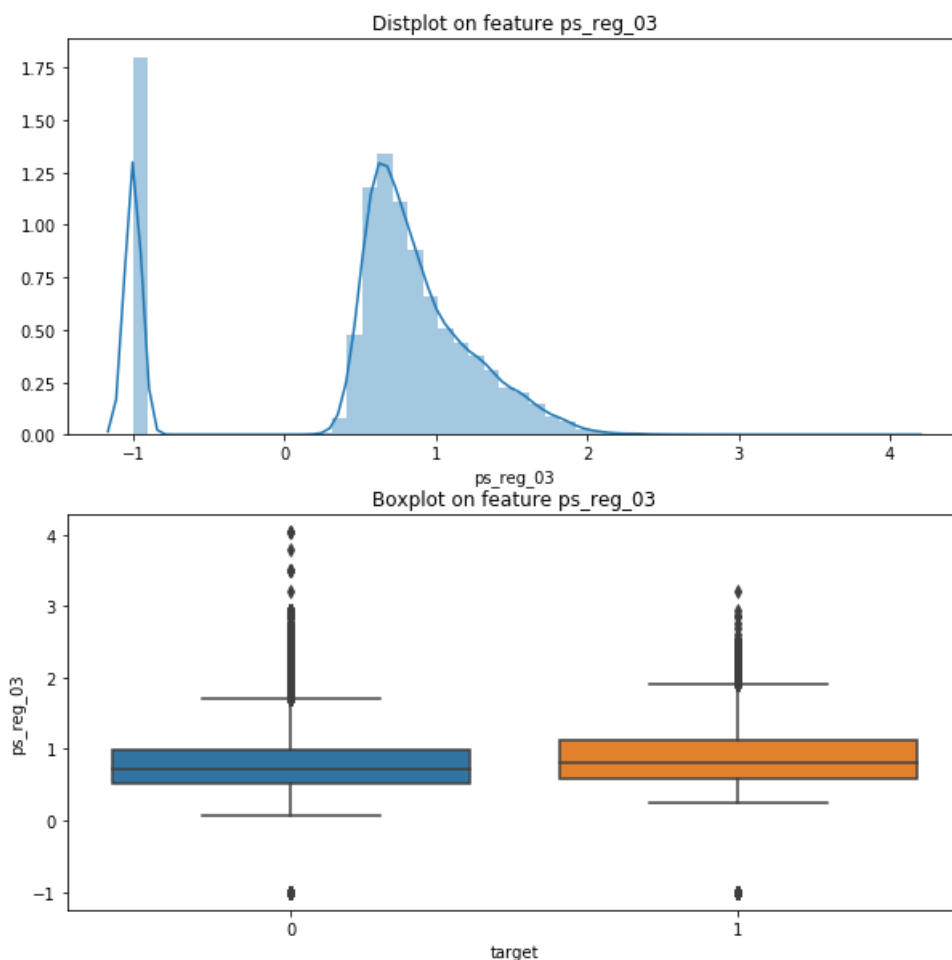 Distplot on feature ps_reg_03
1.75
1.50
1.25
1.00
0.75
0.50
0.25
0.00
−1 0 1 2 3 4
ps_reg_03
Boxplot on feature ps_reg_03
4
3
2
1
0
−1
ps_reg_03
0 1
target